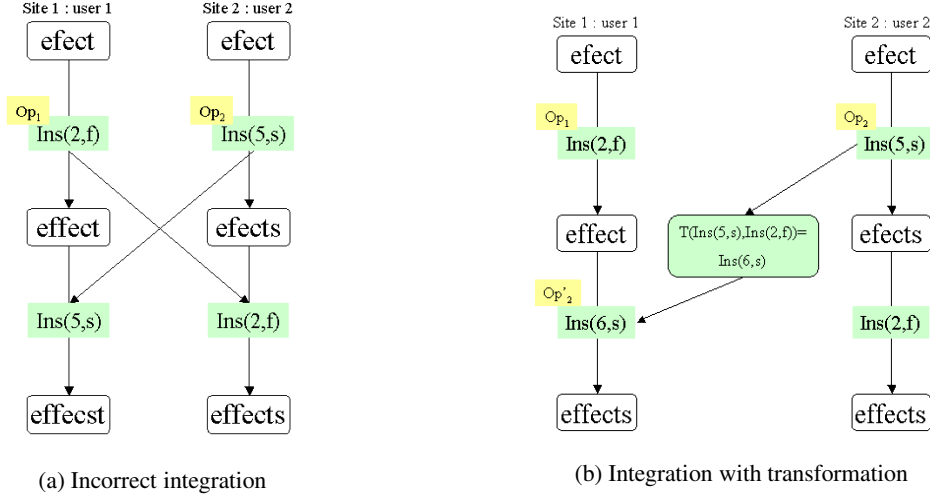 Site 1 : user 1
Site 2 : user 2
efect
efect
Op1
Ins(2,f)
Op2
Ins(5,s)
effect
efects
Ins(5,s)
Ins(2,f)
effecst
effects
(a) Incorrect integration
Site 1 : user 1
Site 2 : user 2
efect
efect
Op1
Ins(2,f)
Op2
Ins(5,s)
effect
T(Ins(5,s),Ins(2,f))=
Ins(6,s)
efects
Op'2
Ins(6,s)
Ins(2,f)
effects
effects
(b) Integration with transformation